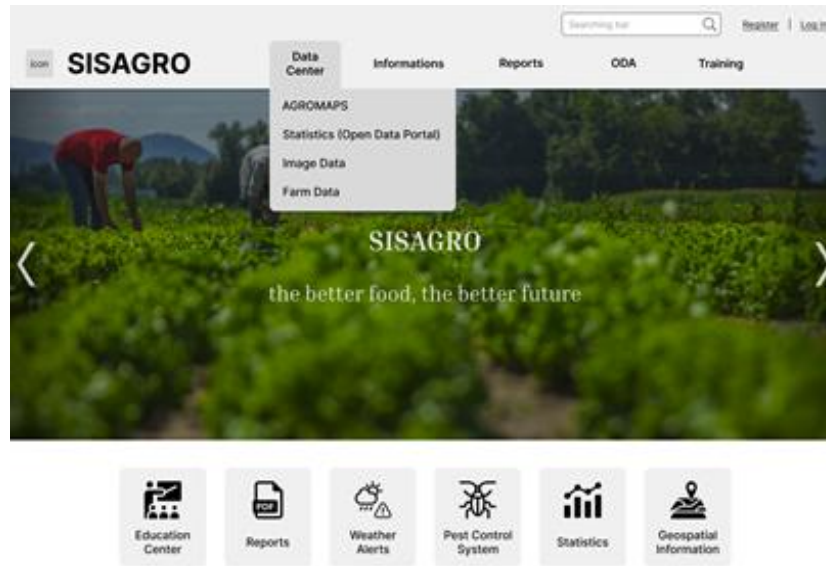 Searching bar
Register | Log in
icon
SISAGRO
Data
Center
Informations
Reports
ODA
Training
AGROMAPS
Statistics (Open Data Portal)
Image Data
Farm Data
SISAGRO
the better food, the better future
PDF
Education
Center
Reports
Weather
Alerts
Pest Control
System
Statistics
Geospatial
Information